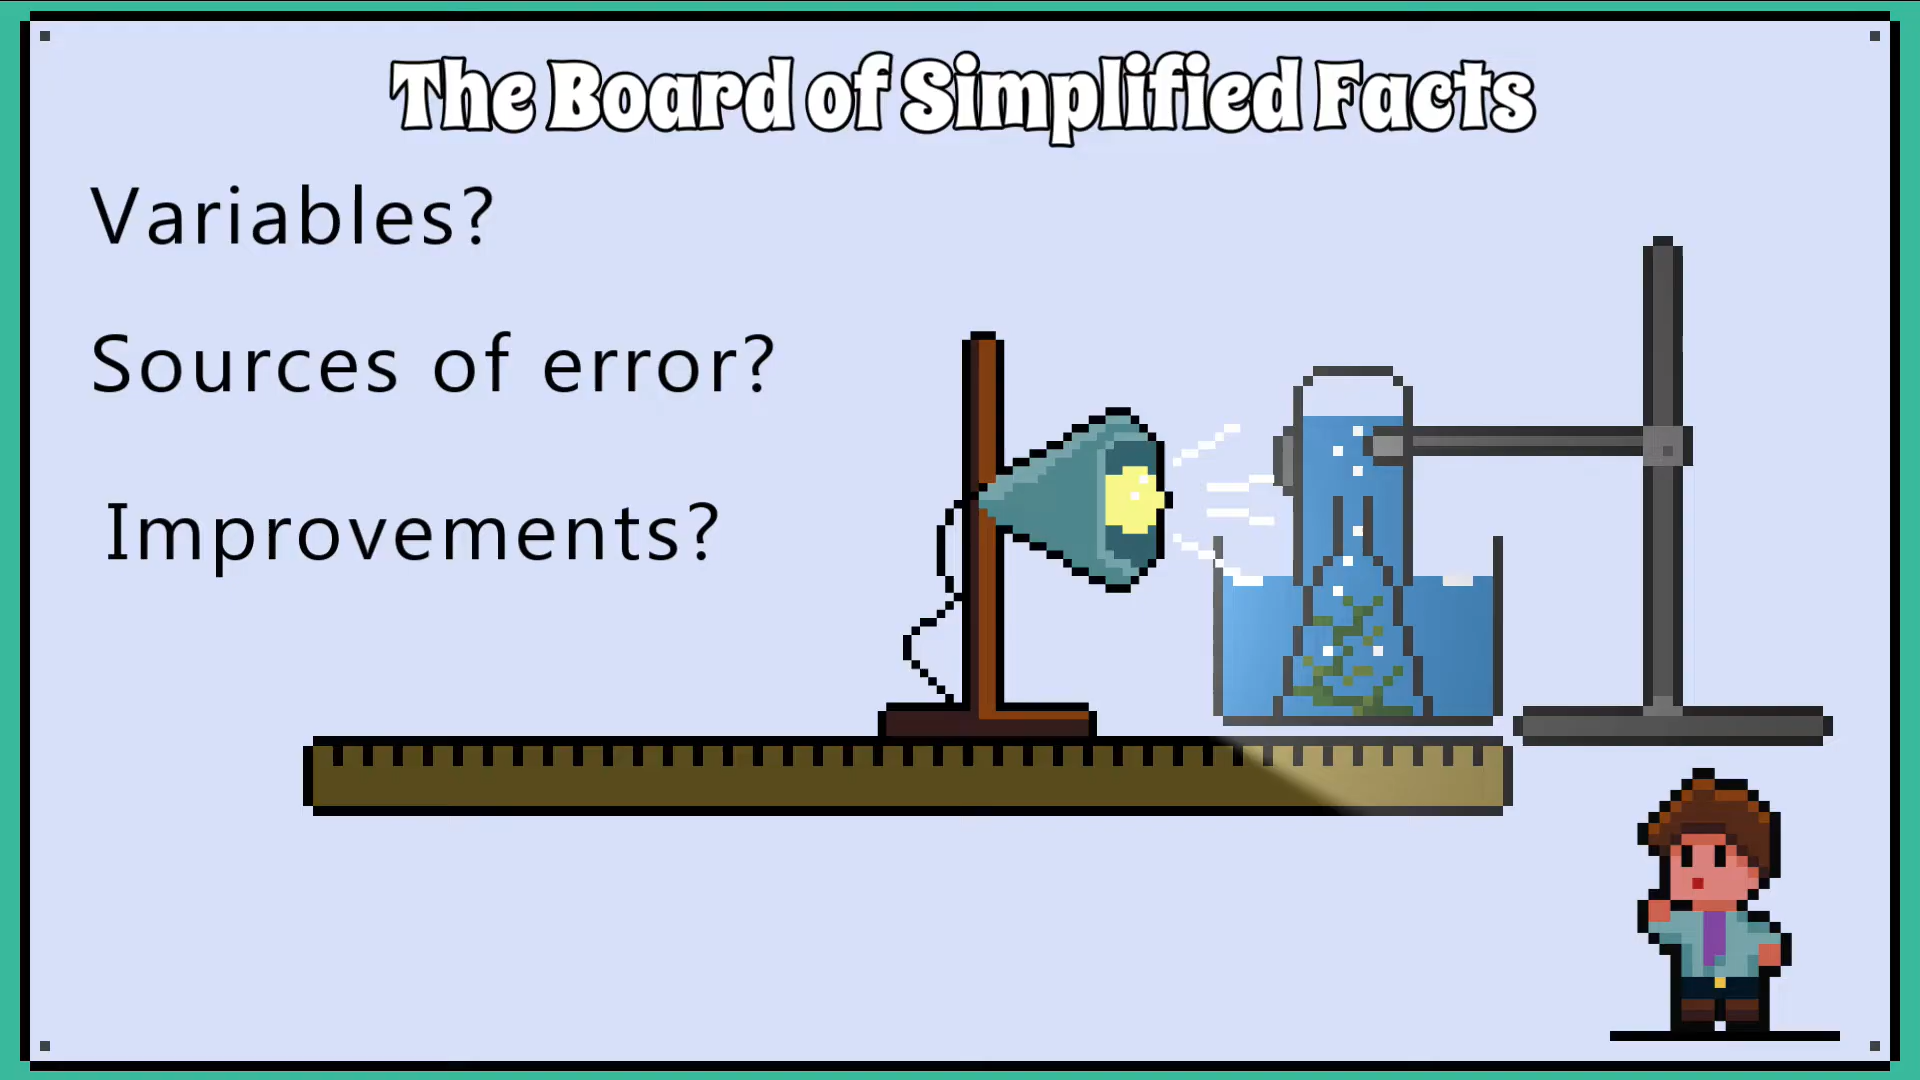 The Board of Simplified Facts
Variables?
Sources of error?
Improvements?